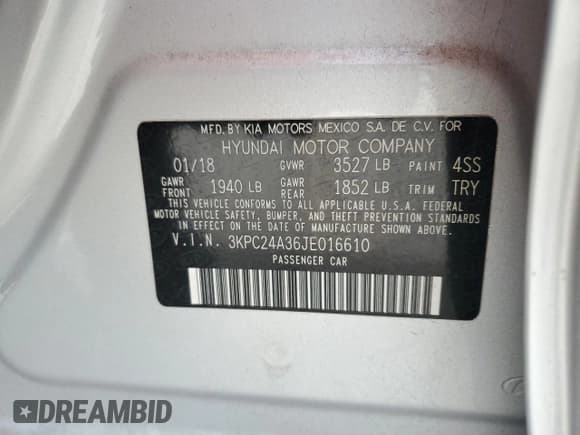 MFD. BY KIA MOTORS MEXICO S.A. DE C.V. FOR
HYUNDAI MOTOR COMPANY
01/18 GVWR 3527 LB PAINT 4SS
GAWR FRONT 1940 LB GAWR REAR 1852 LB TRIM TRY
THIS VEHICLE CONFORMS TO ALL APPLICABLE U.S.A. FEDERAL
MOTOR VEHICLE SAFETY, BUMPER, AND THEFT PREVENTION STANDARDS
IN EFFECT ON THE DATE OF MANUFACTURE SHOWN ABOVE.
V.I.N. 3KPC24A36JE016610
PASSENGER CAR
DREAMBID